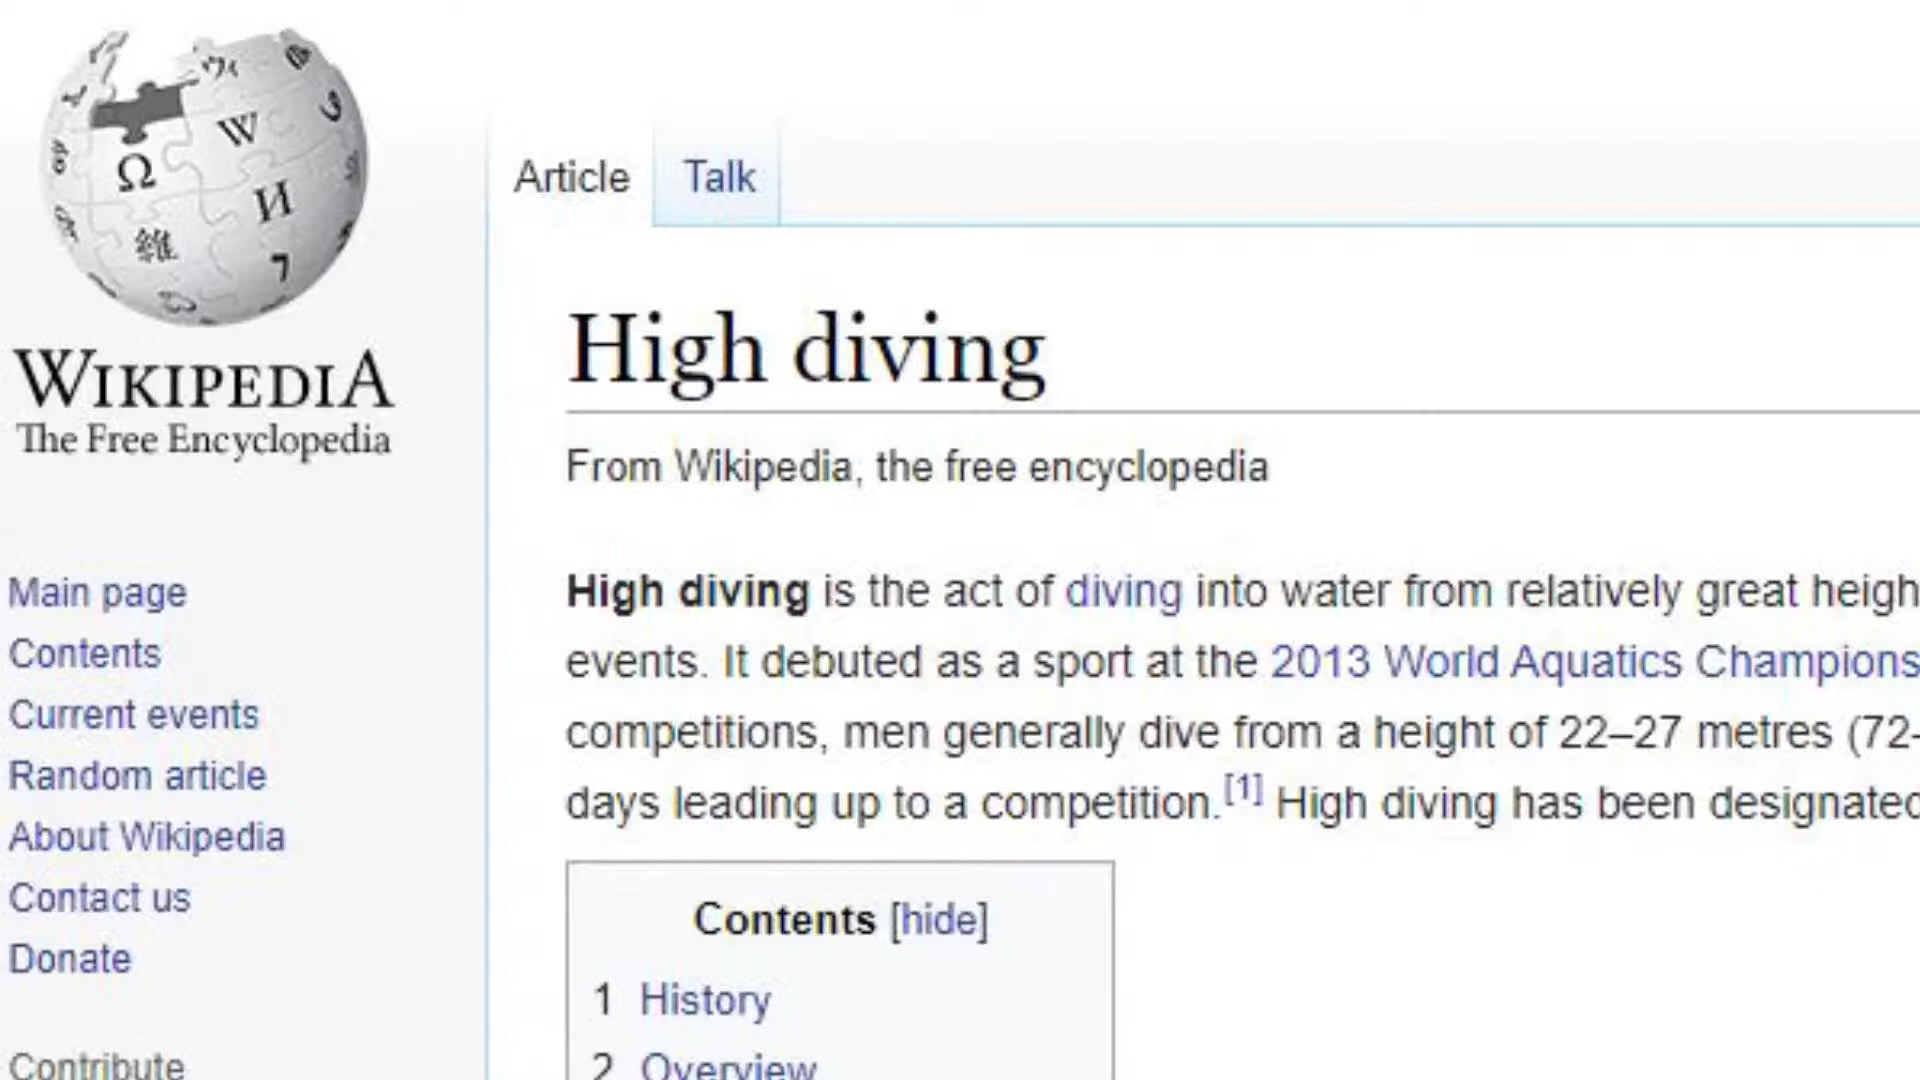 Article Talk
WIKIPEDIA
The Free Encyclopedia
High diving
From Wikipedia, the free encyclopedia
High diving is the act of diving into water from relatively great heigh
events. It debuted as a sport at the 2013 World Aquatics Champions
competitions, men generally dive from a height of 22–27 metres (72-
days leading up to a competition.[1] High diving has been designated
Contents [hide]
1 History
2 Overview
Main page
Contents
Current events
Random article
About Wikipedia
Contact us
Donate
Contribute